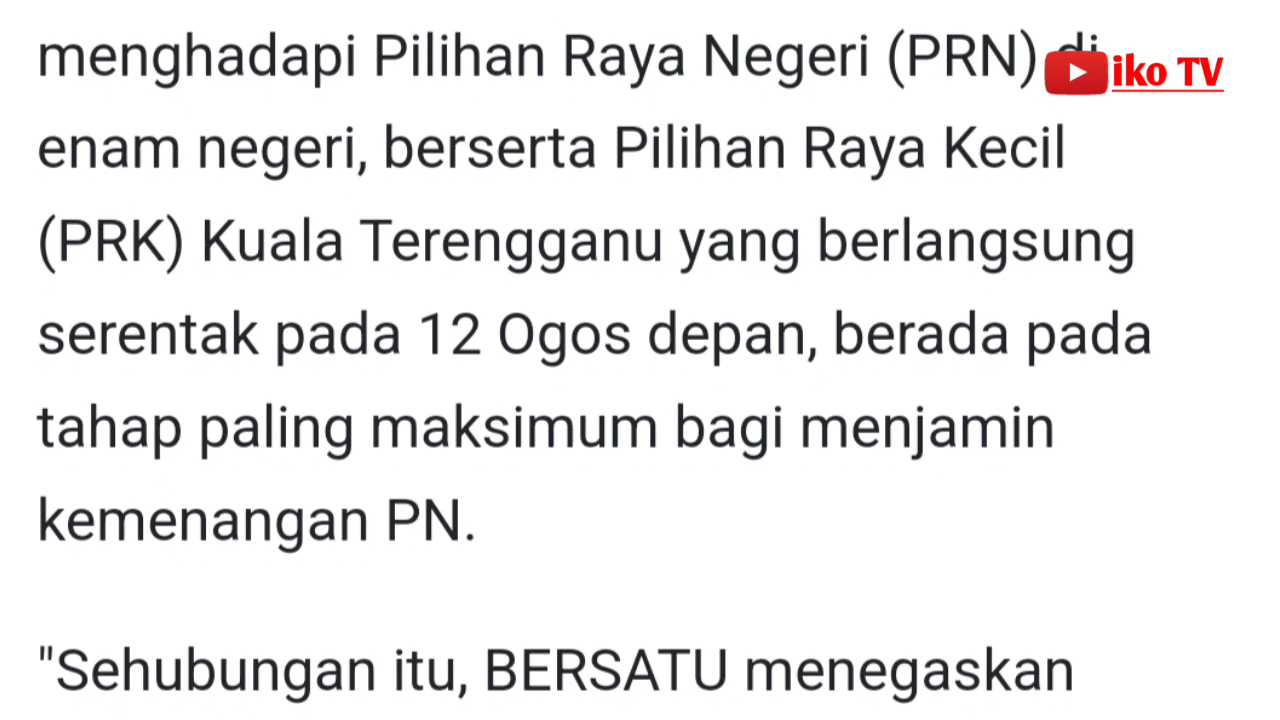 menghadapi Pilihan Raya Negeri (PRN) di
iko TV
enam negeri, berserta Pilihan Raya Kecil
(PRK) Kuala Terengganu yang berlangsung
serentak pada 12 Ogos depan, berada pada
tahap paling maksimum bagi menjamin
kemenangan PN.
"Sehubungan itu, BERSATU menegaskan